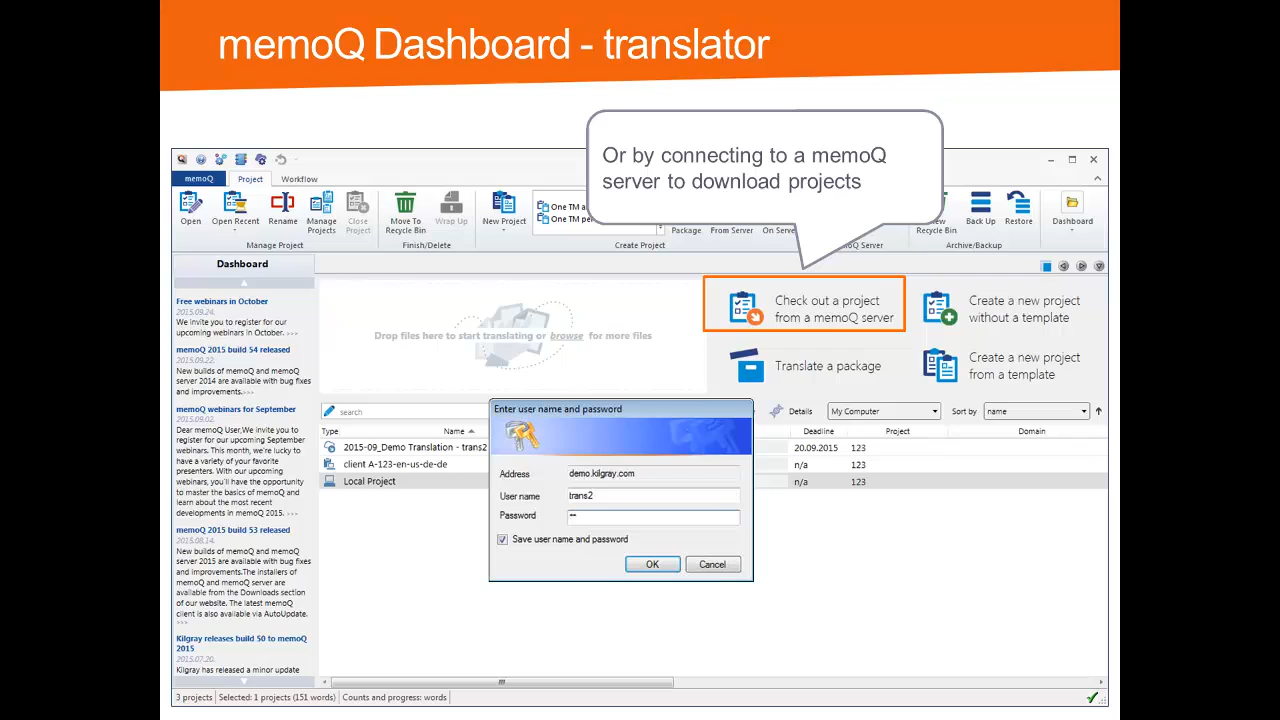 memoQ Dashboard - translator
Or by connecting to a memoQ
server to download projects
memoQ
Project
Workflow
Open
Open Recent
Rename
Manage
Projects
Close
Project
Move To
Recycle Bin
Wrap Up
New Project
One TM a
One TM pe
Package
From Server
On Serve
Recycle Bin
Back Up
Restore
Dashboard
Manage Project
Finish/Delete
Create Project
Q Server
Archive/Backup
Dashboard
Free webinars in October
2015.09.24.
We invite you to register for our
upcoming webinars in October. >>>
memoQ 2015 build 54 released
2015.09.22.
New builds of memoQ and memoQ
server 2014 are available with bug fixes
and improvements.>>>
memoQ webinars for September
2015.09.02.
Dear memoQ User,We invite you to
register for our upcoming September
webinars. This month, we're lucky to
have a variety of your favorite
presenters. With our upcoming
webinars, you'll have the opportunity
to master the basics of memoQ and
learn about the most recent
developments in memoQ 2015. >>>
memoQ 2015 build 53 released
2015.08.14.
New builds of memoQ and memoQ
server 2015 are available with bug fixes
and improvements.The installers of
memoQ and memoQ server are
available from the Downloads section
of our website. The latest memoQ
client is also available via AutoUpdate.
>>>
Kilgray releases build 50 to memoQ
2015
2015.07.20.
Kilgray has released a minor update
Drop files here to start translating or browse for more files
Check out a project
from a memoQ server
Create a new project
without a template
Translate a package
Create a new project
from a template
search
Details
My Computer
Sort by
name
Type
Name
Deadline
Project
Domain
2015-09_Demo Translation - trans2
20.09.2015
123
client A-123-en-us-de-de
n/a
123
Local Project
n/a
123
Enter user name and password
Address
demo.kilgray.com
User name
trans2
Password
Save user name and password
OK
Cancel
3 projects
Selected: 1 projects (151 words)
Counts and progress: words